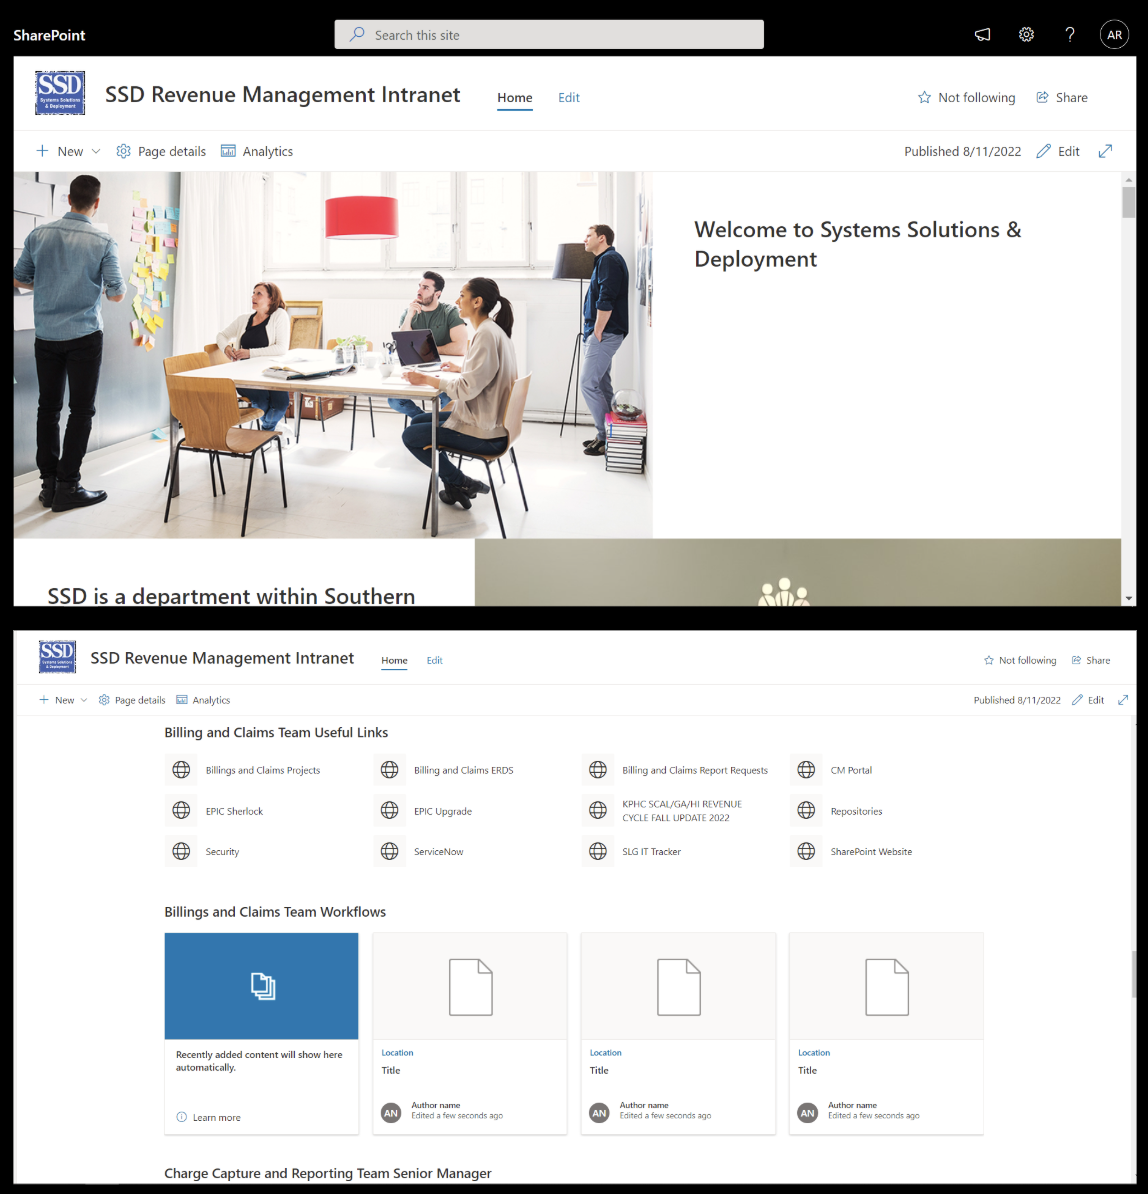 SharePoint
Search this site
AR
SSD
Systems Solutions
& Deployment
SSD Revenue Management Intranet
Home
Edit
Not following
Share
New
Page details
Analytics
Published 8/11/2022
Edit
Welcome to Systems Solutions &
Deployment
SSD is a department within Southern
SSD
Systems Solutions
& Deployment
SSD Revenue Management Intranet
Home
Edit
Not following
Share
New
Page details
Analytics
Published 8/11/2022
Edit
Billing and Claims Team Useful Links
Billings and Claims Projects
Billing and Claims ERDS
Billing and Claims Report Requests
CM Portal
EPIC Sherlock
EPIC Upgrade
KPHC SCAL/GA/HI REVENUE
CYCLE FALL UPDATE 2022
Repositories
Security
ServiceNow
SLG IT Tracker
SharePoint Website
Billings and Claims Team Workflows
Recently added content will show here
automatically.
Learn more
Location
Title
AN
Author name
Edited a few seconds ago
Location
Title
AN
Author name
Edited a few seconds ago
Location
Title
AN
Author name
Edited a few seconds ago
Charge Capture and Reporting Team Senior Manager